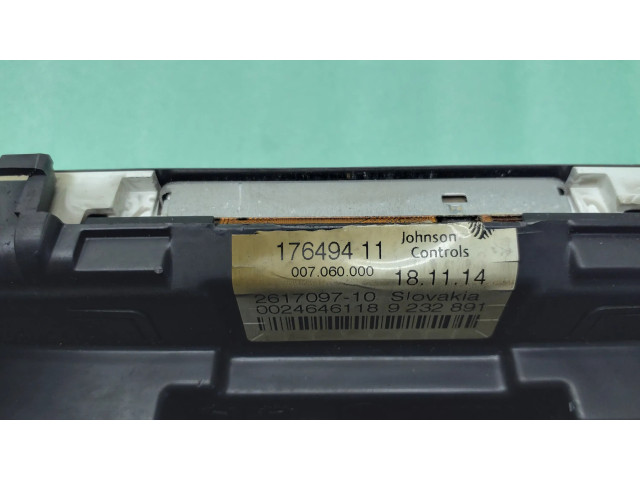 176494 11
Johnson
Controls
007.060.000
18.11.14
2617097-10 Slovakia
0024646118 9 232 891